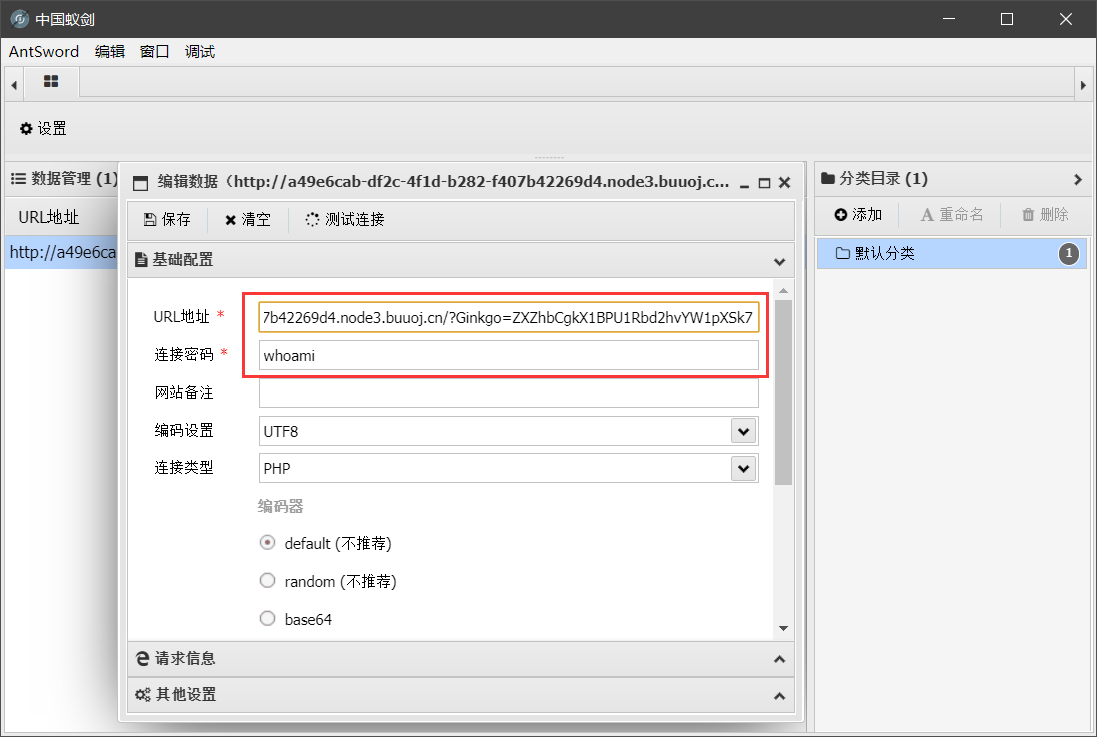 中国蚁剑
AntSword 编辑 窗口 调试
设置
数据管理 (1)
URL地址
http://a49e6ca
编辑数据（http://a49e6cab-df2c-4f1d-b282-f407b42269d4.node3.buuoj.c...
保存 清空 测试连接
基础配置
URL地址 * 7b42269d4.node3.buuoj.cn/?Ginkgo=ZXZhbCgkX1BPU1Rbd2hvYW1pXSk7
连接密码 * whoami
网站备注
编码设置 UTF8
连接类型 PHP
编码器
default (不推荐)
random (不推荐)
base64
请求信息
其他设置
分类目录 (1)
添加 A 重命名 删除
默认分类 1